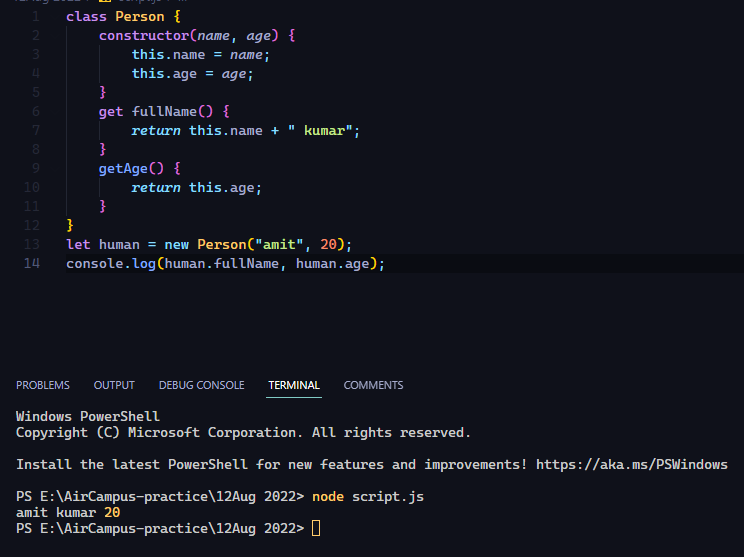 1 class Person {
2     constructor(name, age) {
3         this.name = name;
4         this.age = age;
5     }
6     get fullName() {
7         return this.name + " kumar";
8     }
9     getAge() {
10         return this.age;
11     }
12 }
13 let human = new Person("amit", 20);
14 console.log(human.fullName, human.age);
PROBLEMS OUTPUT DEBUG CONSOLE TERMINAL COMMENTS
Windows PowerShell
Copyright (C) Microsoft Corporation. All rights reserved.
Install the latest PowerShell for new features and improvements! https://aka.ms/PSWindows
PS E:\AirCampus-practice\12Aug 2022> node script.js
amit kumar 20
PS E:\AirCampus-practice\12Aug 2022>